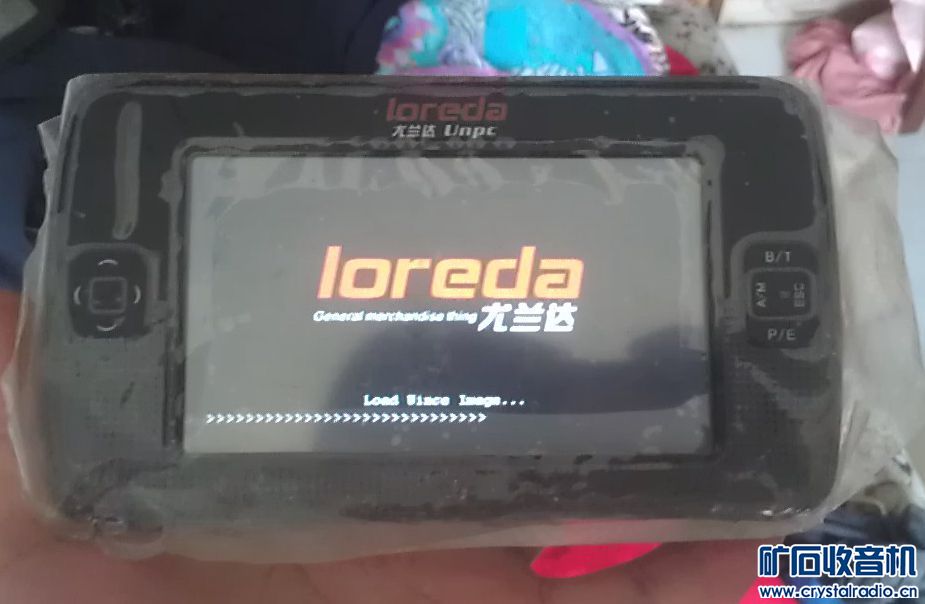 loreda
尤兰达 Unpc
loreda
General merchandise thing 尤兰达
Load Wince Image...
>>>>>>>>>>>>>>>>>>>>>>>>>>>>>
B/T
A/M
ESC
P/E
矿石收音机
www.crystalradio.cn